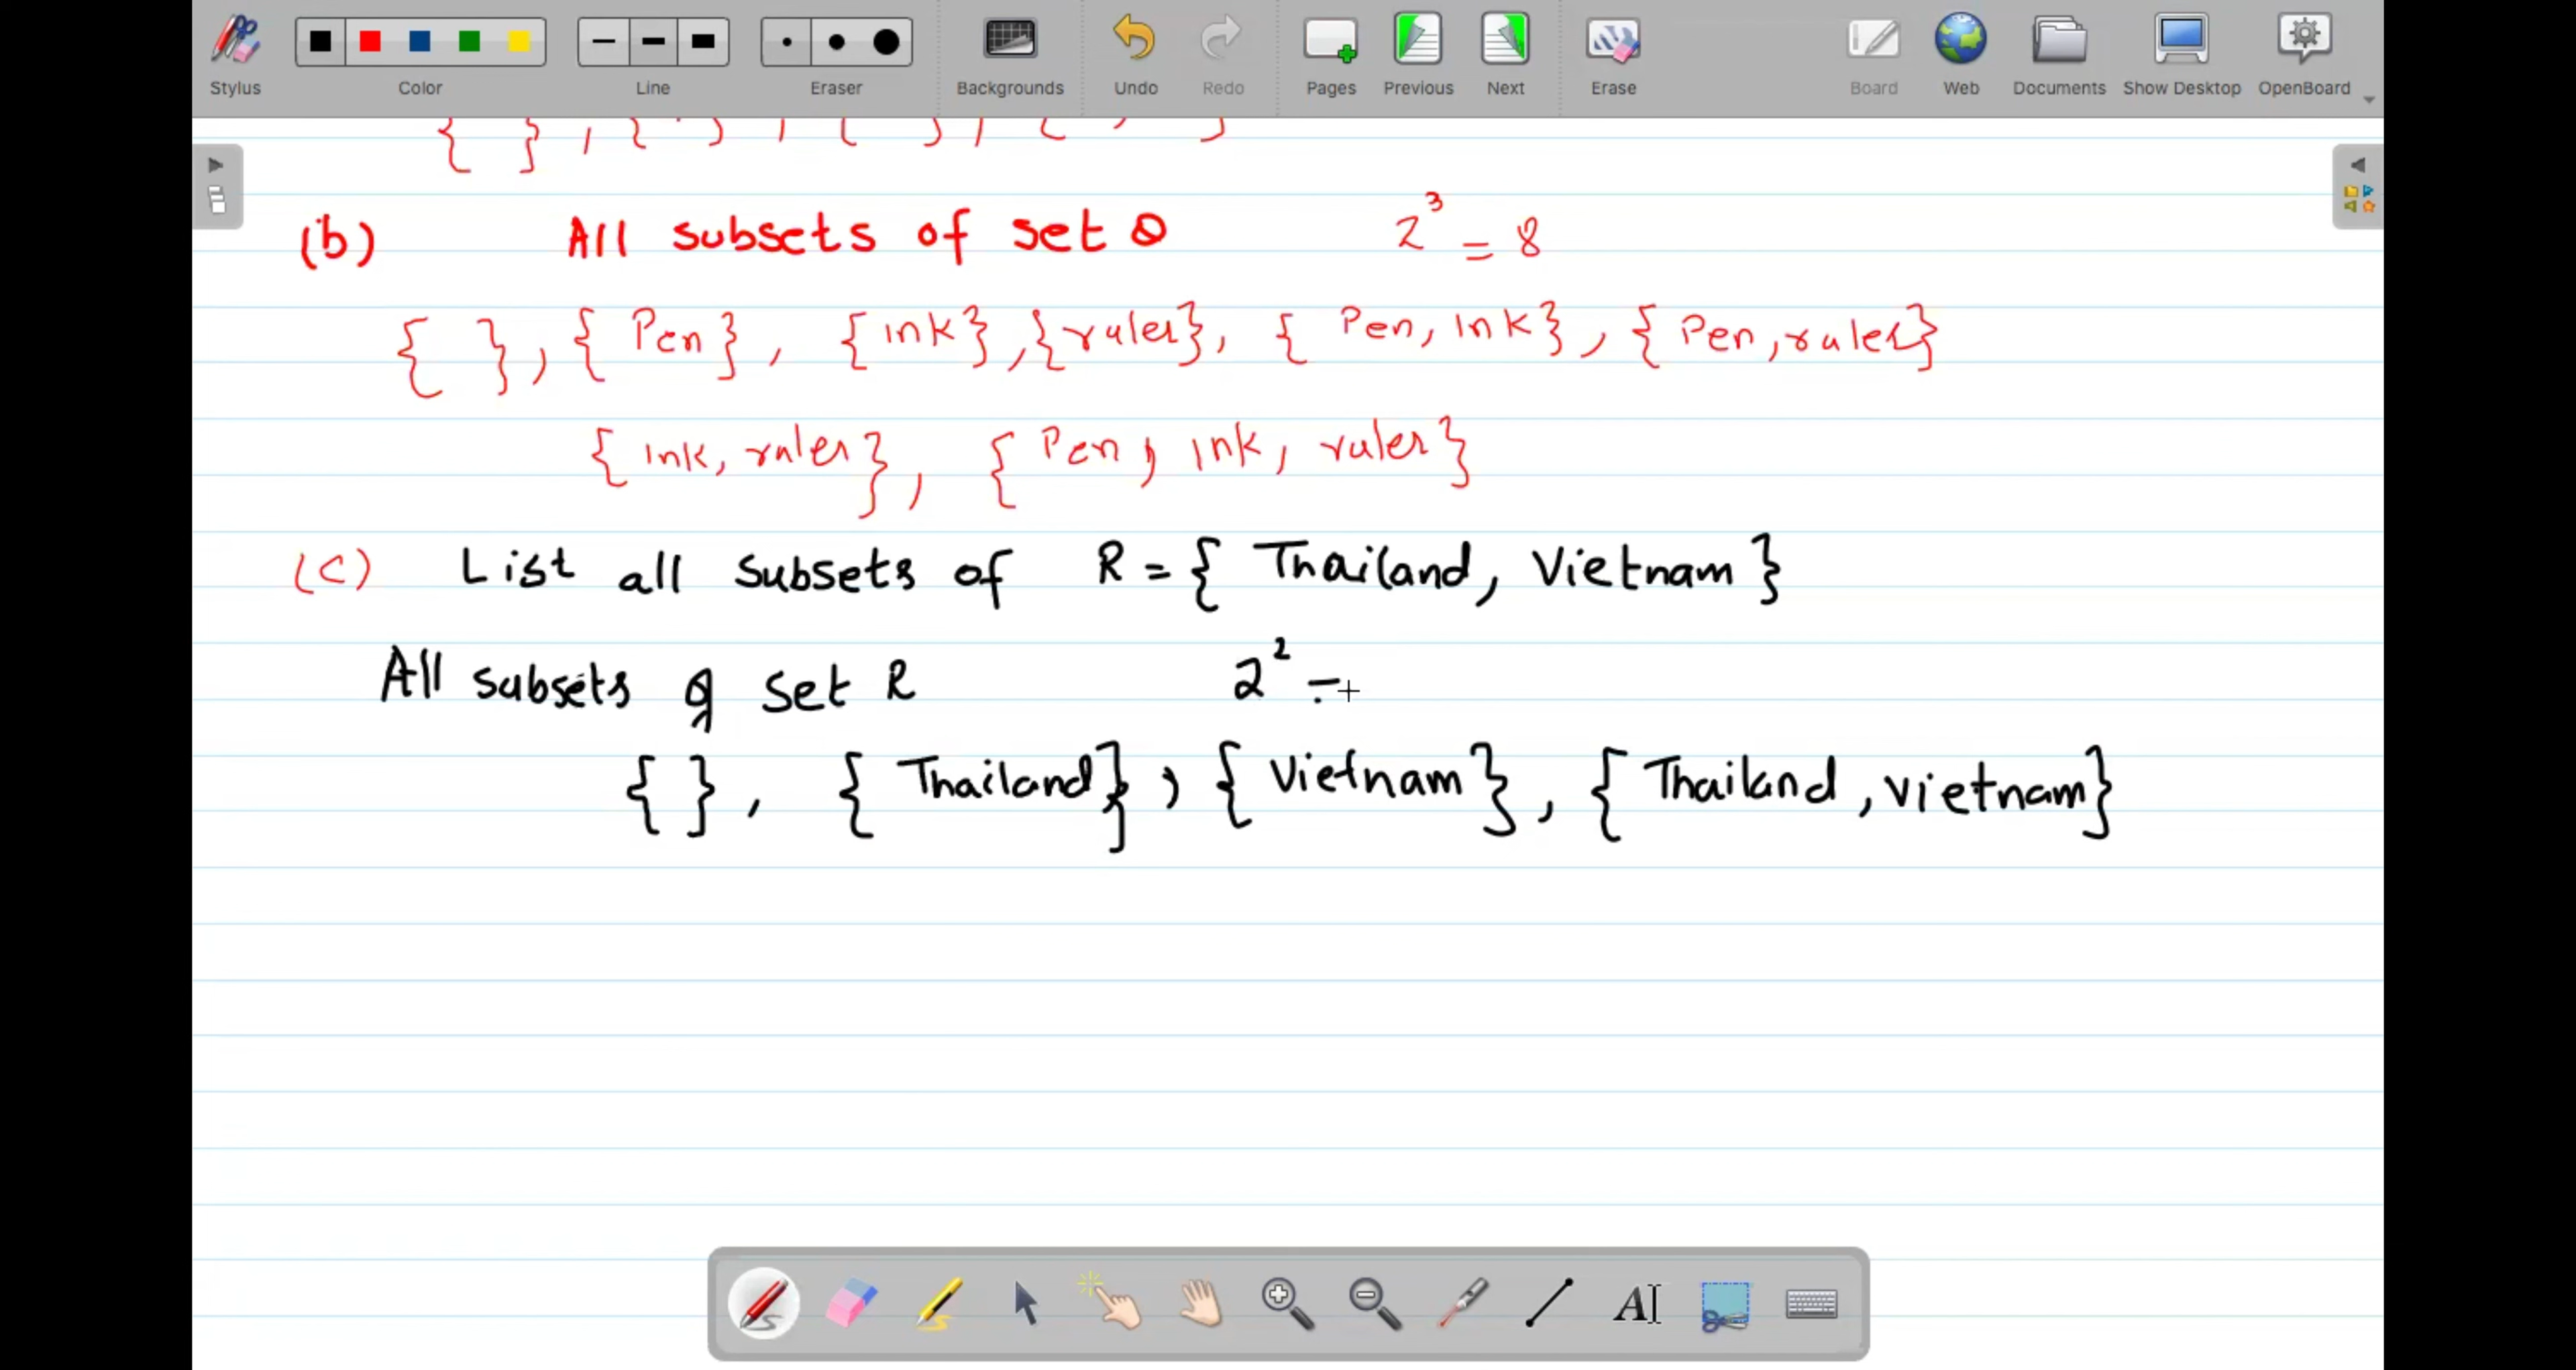 Stylus Color Line Eraser Backgrounds Undo Redo Pages Previous Next Erase Board Web Documents Show Desktop OpenBoard
(b) All subsets of set Q 2³ = 8
{ }, { Pen }, {ink}, {ruler}, { Pen, ink}, { Pen, ruler}
{ ink, ruler }, { Pen, ink, ruler }
(c) List all subsets of R = { Thailand, Vietnam }
All subsets of set R 2² =
{ }, { Thailand }, { Vietnam }, { Thailand, Vietnam }
AI